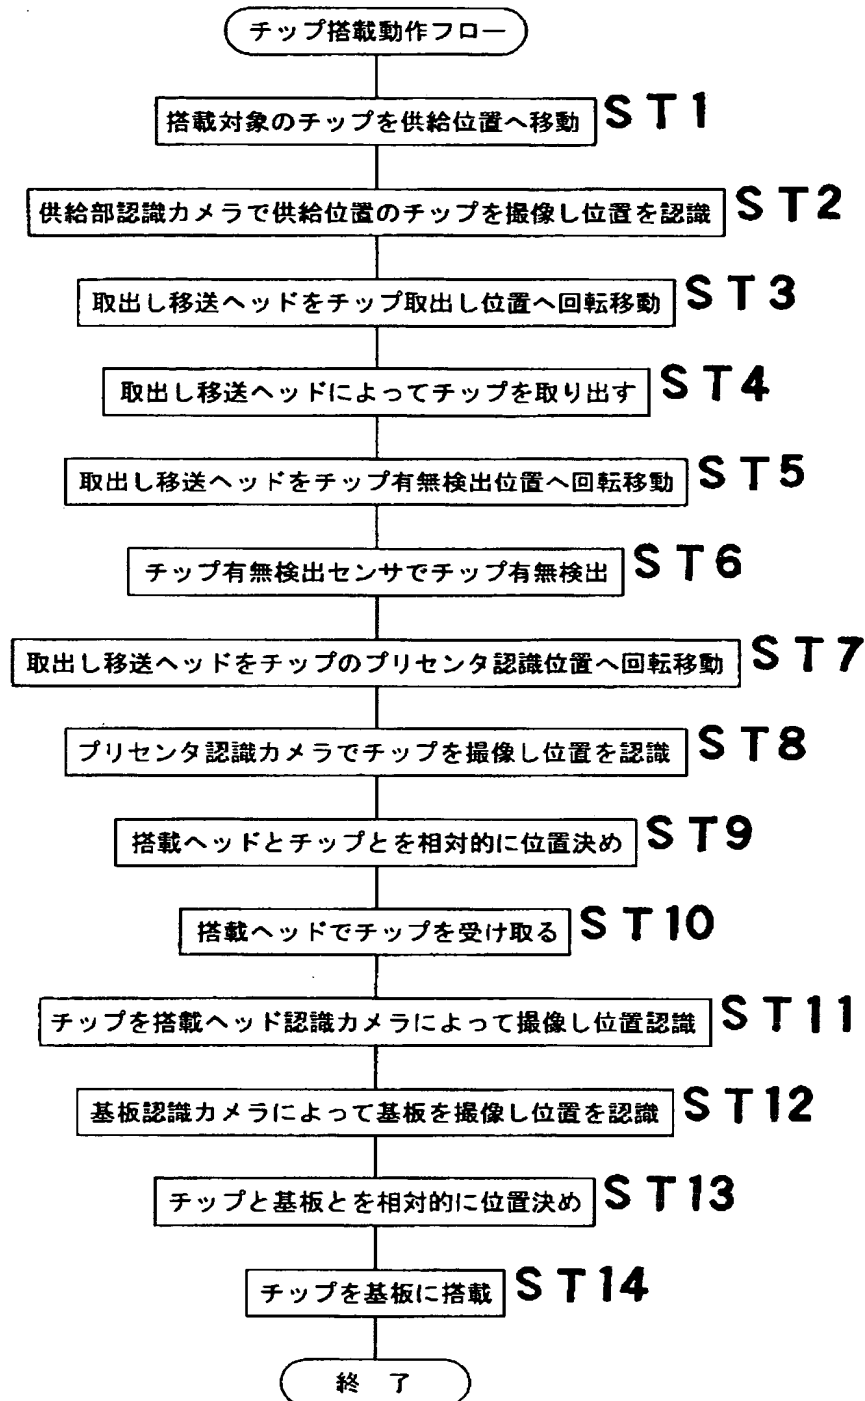 チップ搭載動作フロー
搭載対象のチップを供給位置へ移動 ST1
供給部認識カメラで供給位置のチップを撮像し位置を認識 ST2
取出し移送ヘッドをチップ取出し位置へ回転移動 ST3
取出し移送ヘッドによってチップを取り出す ST4
取出し移送ヘッドをチップ有無検出位置へ回転移動 ST5
チップ有無検出センサでチップ有無検出 ST6
取出し移送ヘッドをチップのプリセンタ認識位置へ回転移動 ST7
プリセンタ認識カメラでチップを撮像し位置を認識 ST8
搭載ヘッドとチップとを相対的に位置決め ST9
搭載ヘッドでチップを受け取る ST10
チップを搭載ヘッド認識カメラによって撮像し位置認識 ST11
基板認識カメラによって基板を撮像し位置を認識 ST12
チップと基板とを相対的に位置決め ST13
チップを基板に搭載 ST14
終 了